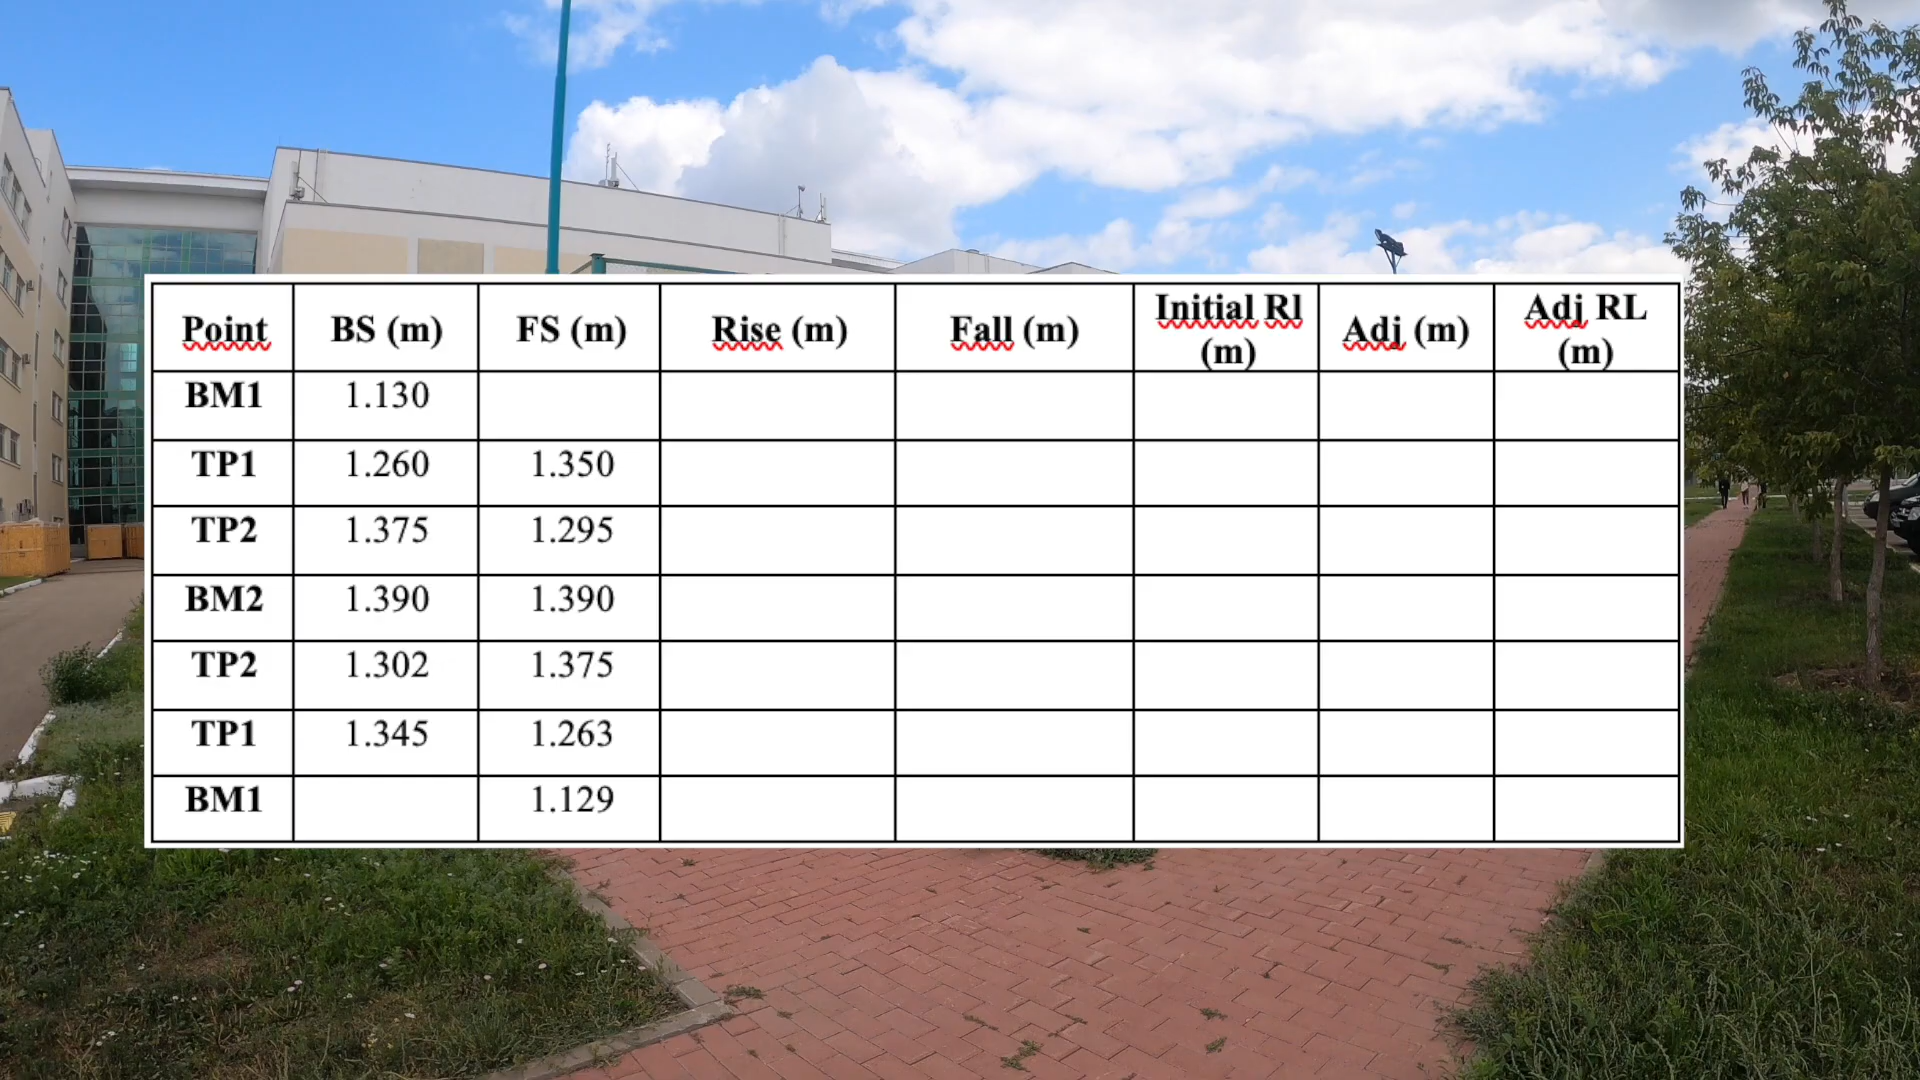 Point BS (m) FS (m) Rise (m) Fall (m) Initial Rl (m) Adj (m) Adj RL (m)
BM1 1.130
TP1 1.260 1.350
TP2 1.375 1.295
BM2 1.390 1.390
TP2 1.302 1.375
TP1 1.345 1.263
BM1 1.129